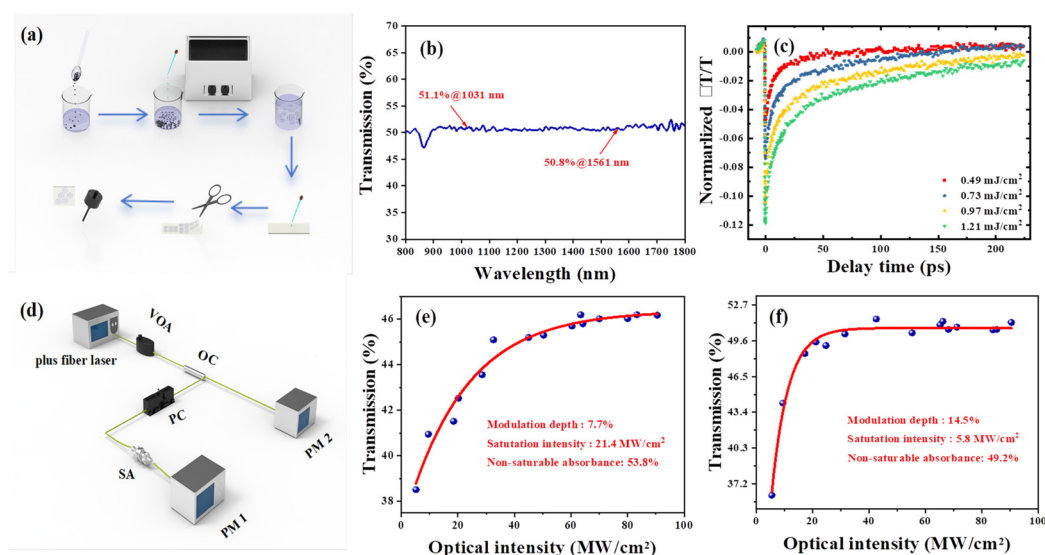 (a)
(b)
Transmission (%)
80
75
70
65
60
55
50
45
40
35
30
51.1%@1031 nm
50.8%@1561 nm
800 900 1000 1100 1200 1300 1400 1500 1600 1700 1800
Wavelength (nm)
(c)
Normarlized □T/T
0.00
-0.02
-0.04
-0.06
-0.08
-0.10
-0.12
0.49 mJ/cm²
0.73 mJ/cm²
0.97 mJ/cm²
1.21 mJ/cm²
0 50 100 150 200
Delay time (ps)
(d)
VOA
plus fiber laser
OC
PC
PM 2
SA
PM 1
(e)
Transmission (%)
46
44
42
40
38
Modulation depth : 7.7%
Satutation intensity : 21.4 MW/cm²
Non-saturable absorbance: 53.8%
0 20 40 60 80 100
Optical intensity (MW/cm²)
(f)
Transmission (%)
52.7
49.6
46.5
43.4
40.3
37.2
Modulation depth : 14.5%
Satutation intensity : 5.8 MW/cm²
Non-saturable absorbance: 49.2%
0 20 40 60 80 100
Optical intensity (MW/cm²)